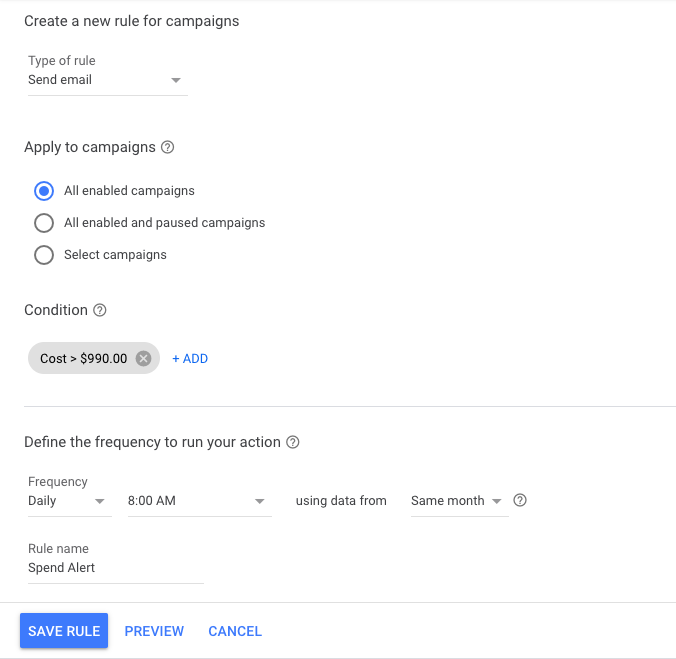 Create a new rule for campaigns
Type of rule
Send email
Apply to campaigns
All enabled campaigns
All enabled and paused campaigns
Select campaigns
Condition
Cost > $990.00 + ADD
Define the frequency to run your action
Frequency
Daily 8:00 AM using data from Same month
Rule name
Spend Alert
SAVE RULE PREVIEW CANCEL